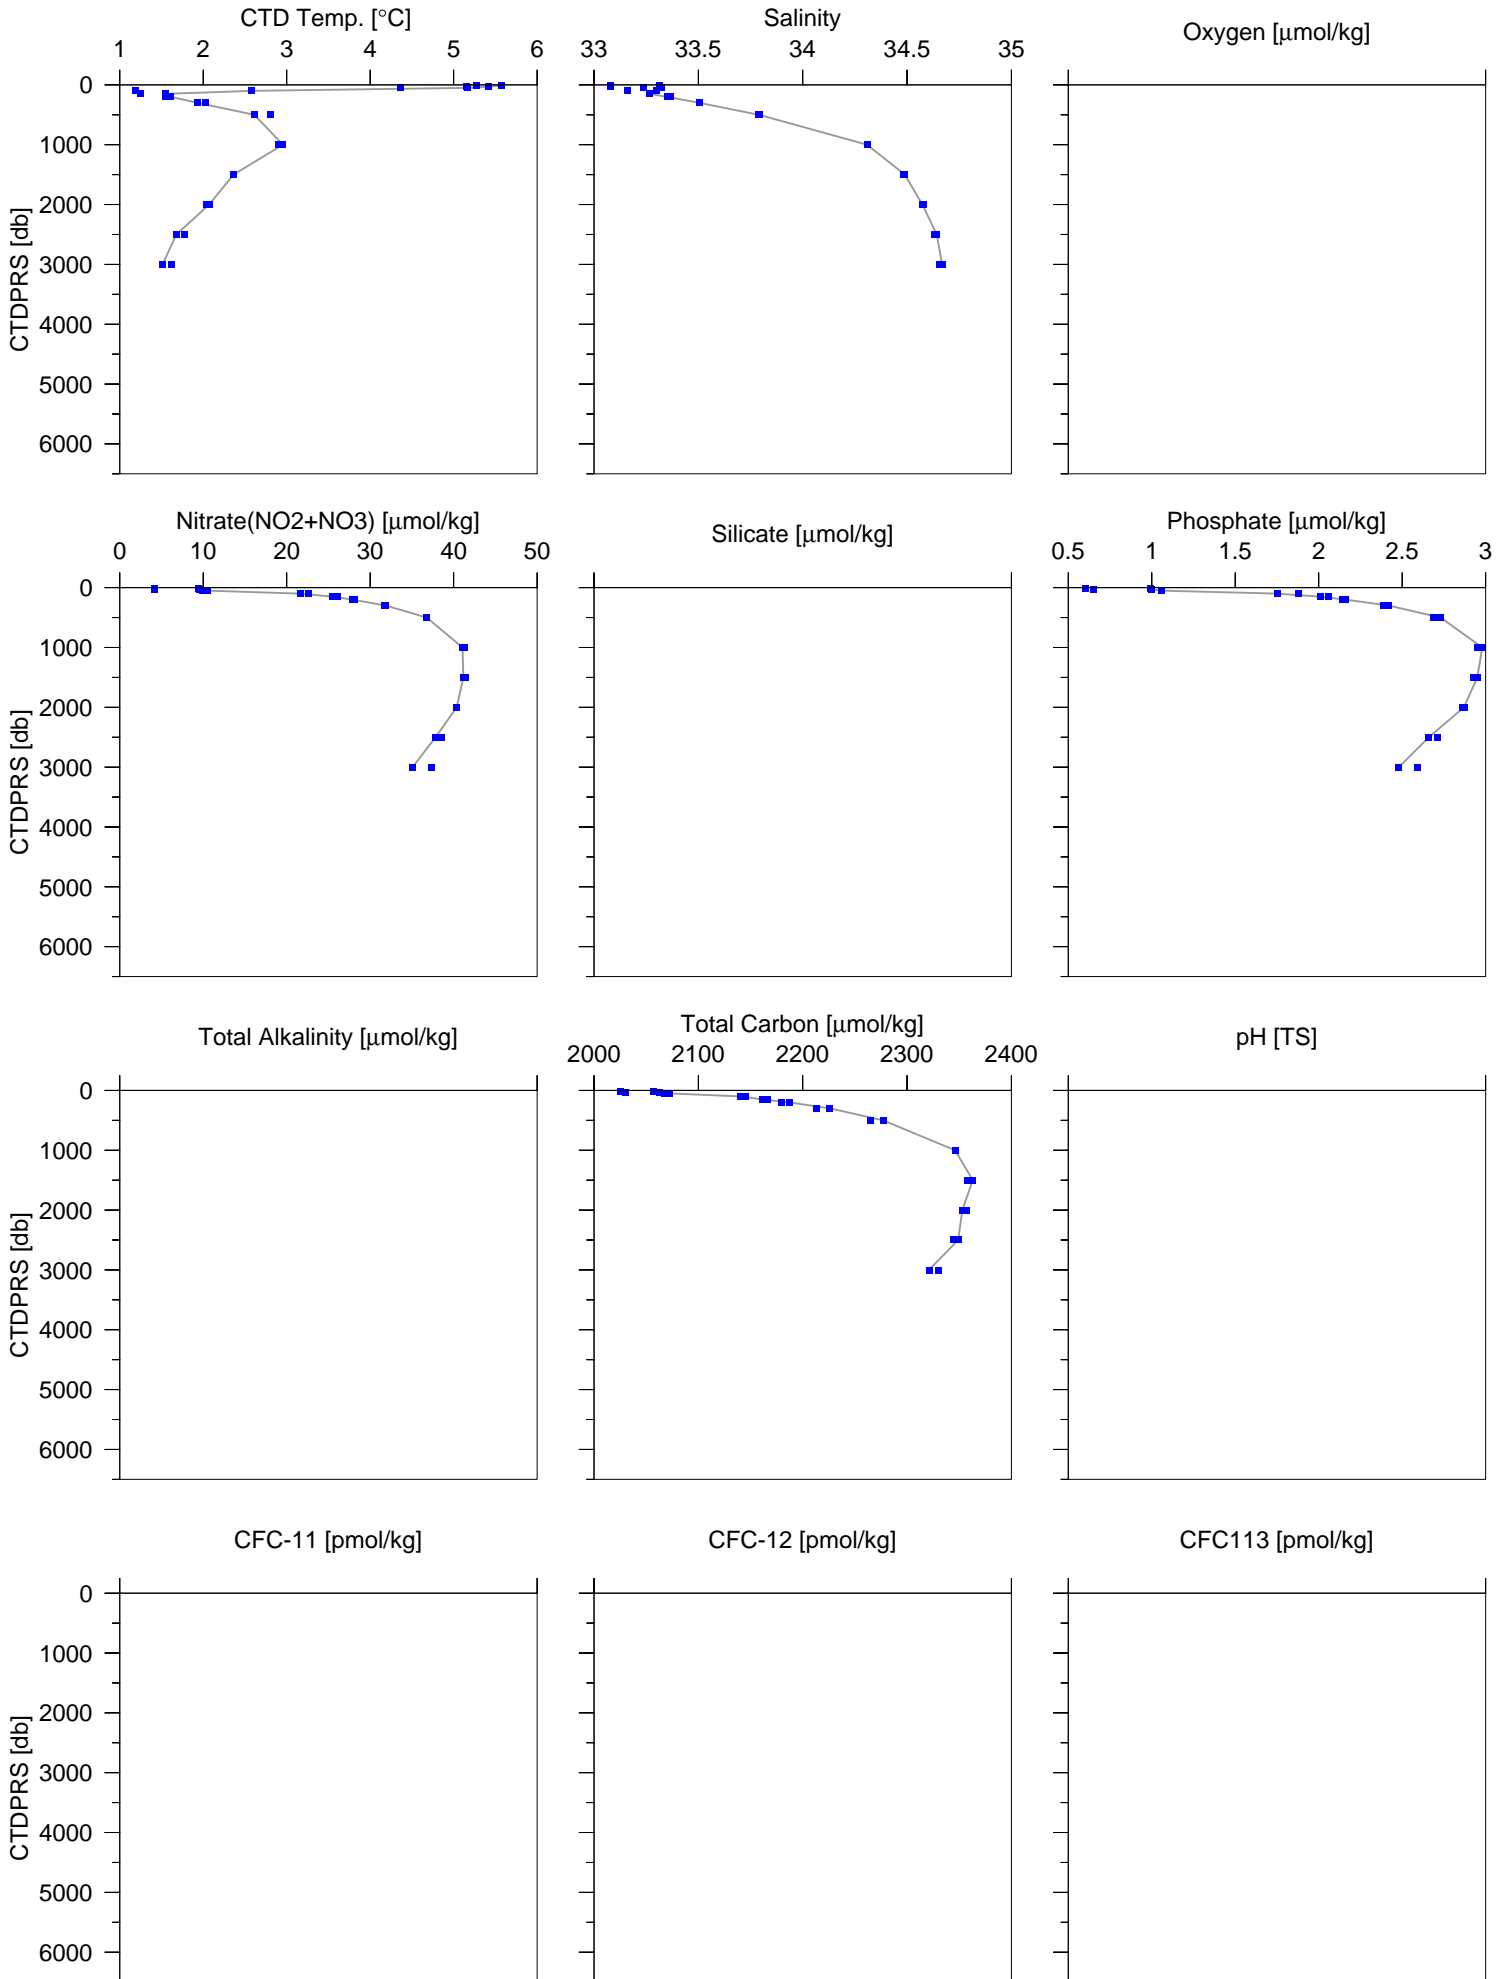 CTD Temp. [°C]
1 2 3 4 5 6
Salinity
33 33.5 34 34.5 35
Oxygen [μmol/kg]
0
1000
2000
3000
4000
5000
6000
CTDPRS [db]
Nitrate(NO2+NO3) [μmol/kg]
0 10 20 30 40 50
Silicate [μmol/kg]
Phosphate [μmol/kg]
0.5 1 1.5 2 2.5 3
0
1000
2000
3000
4000
5000
6000
CTDPRS [db]
Total Alkalinity [μmol/kg]
Total Carbon [μmol/kg]
2000 2100 2200 2300 2400
pH [TS]
0
1000
2000
3000
4000
5000
6000
CTDPRS [db]
CFC-11 [pmol/kg]
CFC-12 [pmol/kg]
CFC113 [pmol/kg]
0
1000
2000
3000
4000
5000
6000
CTDPRS [db]